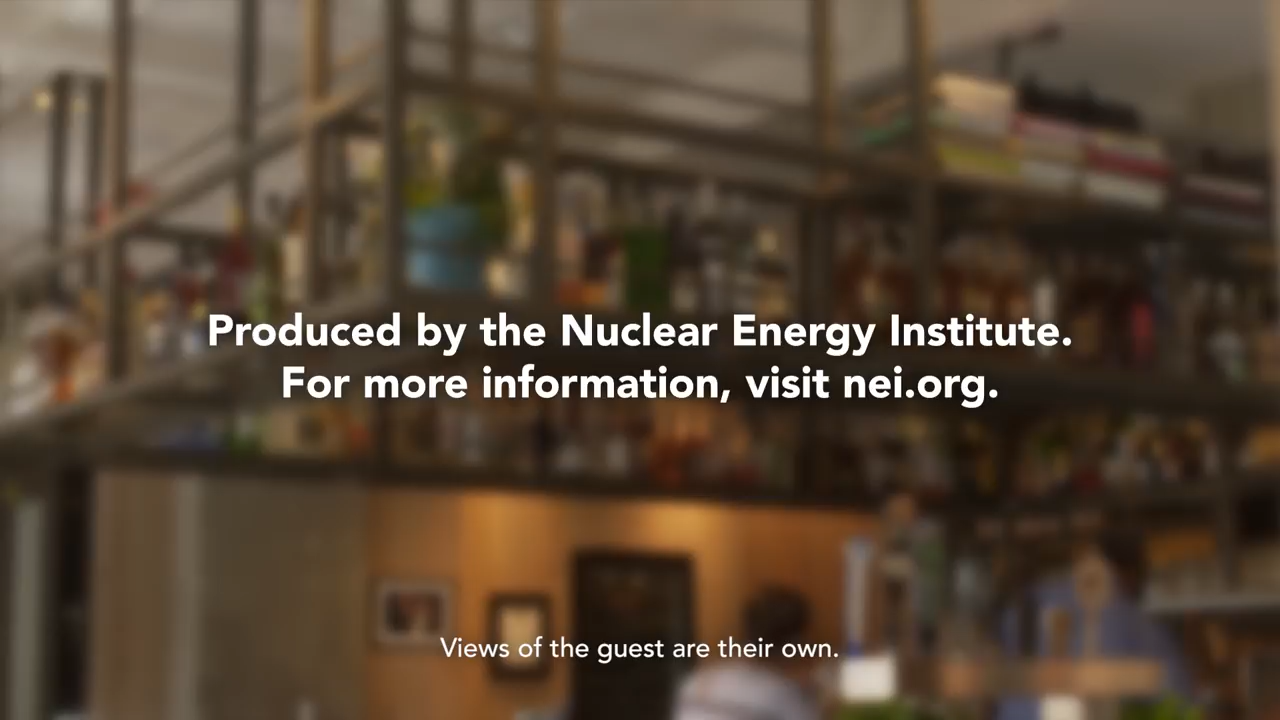 Produced by the Nuclear Energy Institute.
For more information, visit nei.org.
Views of the guest are their own.